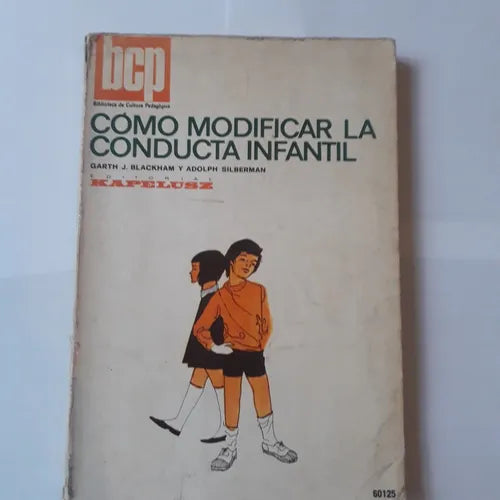 bcp
Biblioteca de Cultura Pedagógica
CÓMO MODIFICAR LA
CONDUCTA INFANTIL
GARTH J. BLACKHAM Y ADOLPH SILBERMAN
EDITORIAL
KAPELUSZ
60125